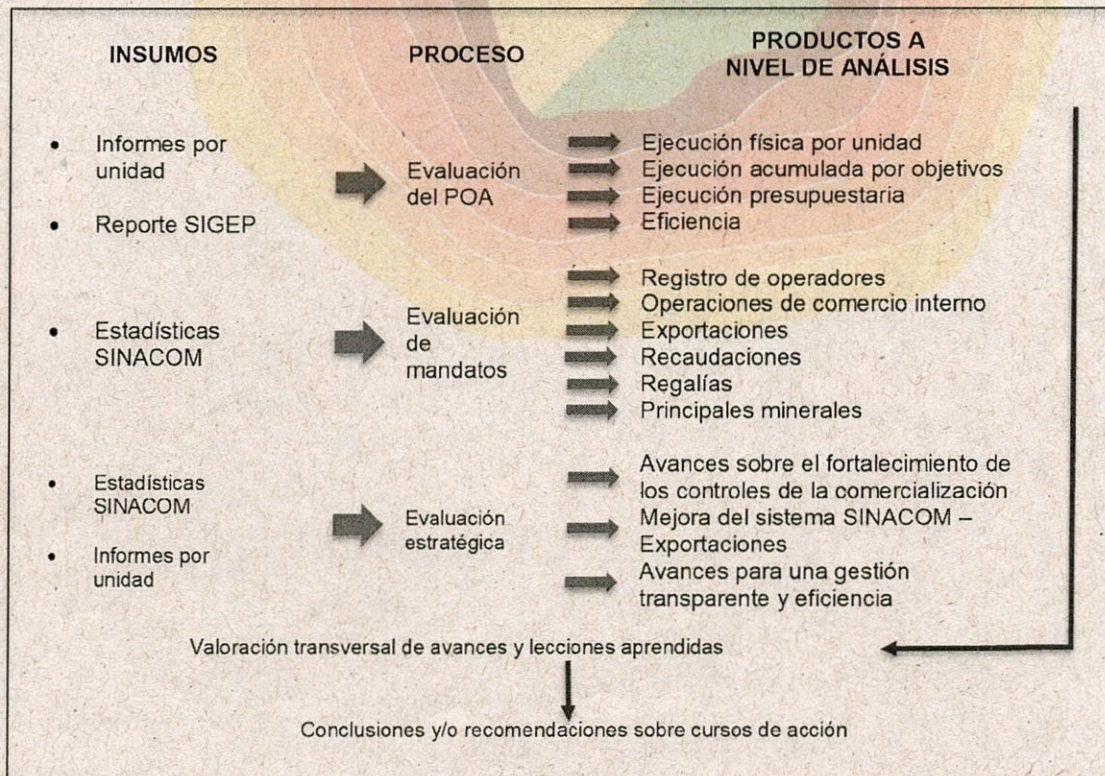 INSUMOS
PROCESO
PRODUCTOS A
NIVEL DE ANÁLISIS
• Informes por
unidad
• Reporte SIGEP
Evaluación
del POA
Ejecución física por unidad
Ejecución acumulada por objetivos
Ejecución presupuestaria
Eficiencia
• Estadísticas
SINACOM
Evaluación
de
mandatos
Registro de operadores
Operaciones de comercio interno
Exportaciones
Recaudaciones
Regalías
Principales minerales
• Estadísticas
SINACOM
• Informes por
unidad
Evaluación
estratégica
Avances sobre el fortalecimiento de
los controles de la comercialización
Mejora del sistema SINACOM –
Exportaciones
Avances para una gestión
transparente y eficiencia
Valoración transversal de avances y lecciones aprendidas
Conclusiones y/o recomendaciones sobre cursos de acción